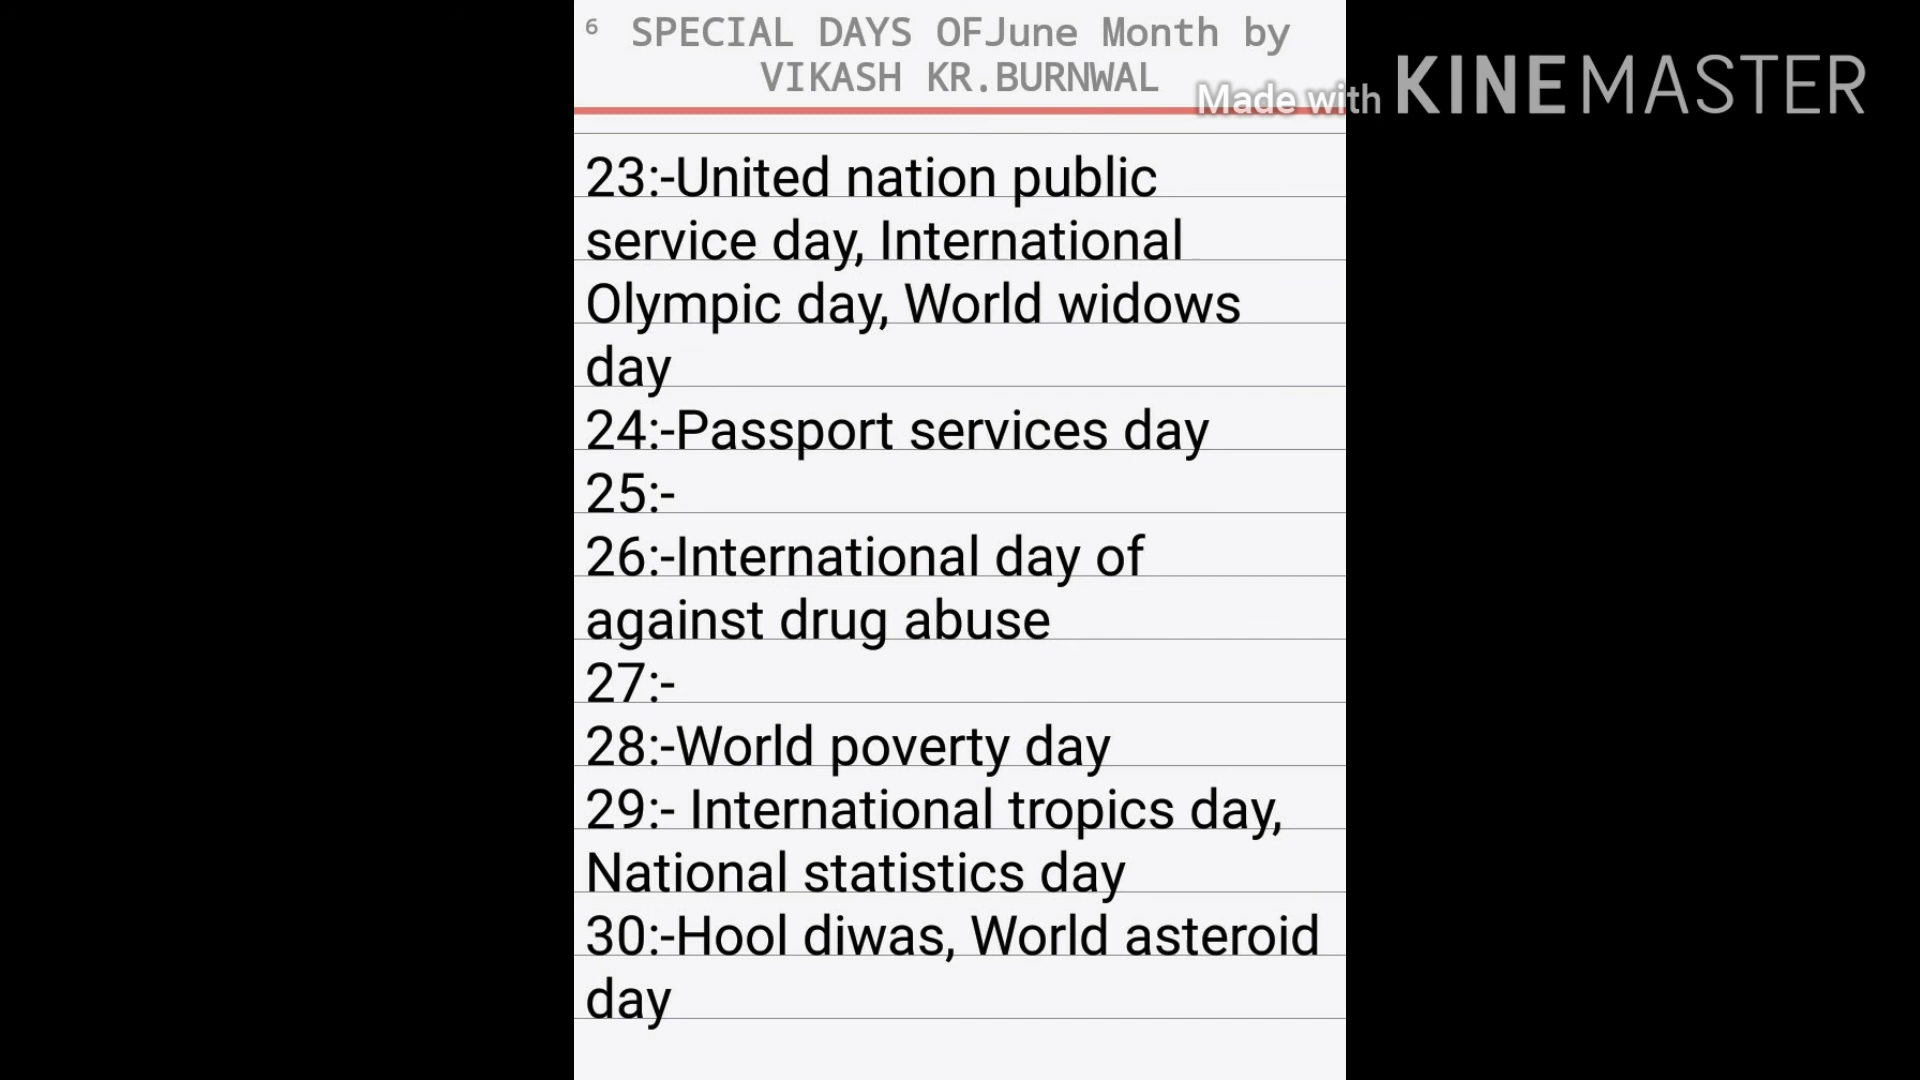 6 SPECIAL DAYS OFJune Month by
VIKASH KR.BURNWAL
Made with KINEMASTER
23:-United nation public
service day, International
Olympic day, World widows
day
24:-Passport services day
25:-
26:-International day of
against drug abuse
27:-
28:-World poverty day
29:- International tropics day,
National statistics day
30:-Hool diwas, World asteroid
day